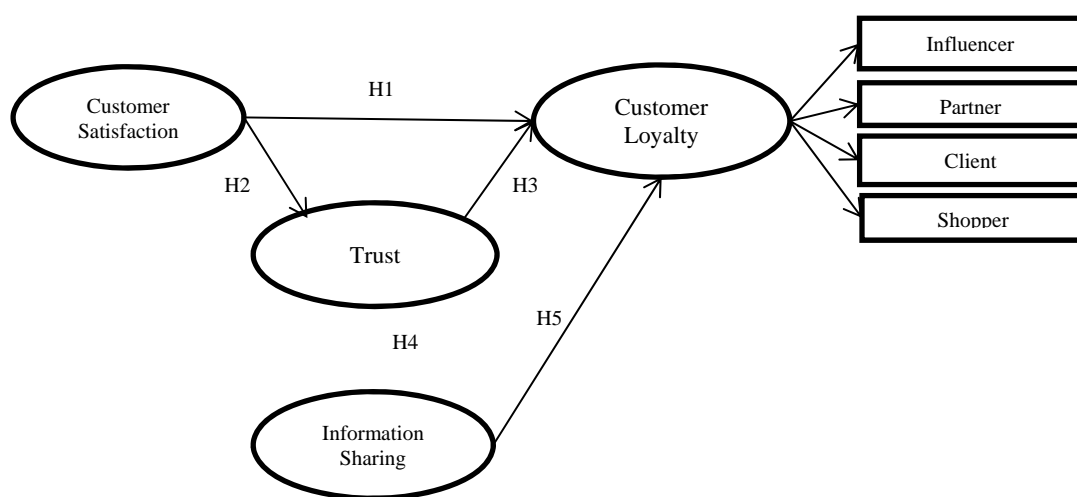 Influencer
H1
Customer
Satisfaction
Customer
Loyalty
Partner
Client
H2
H3
Shopper
Trust
H5
H4
Information
Sharing